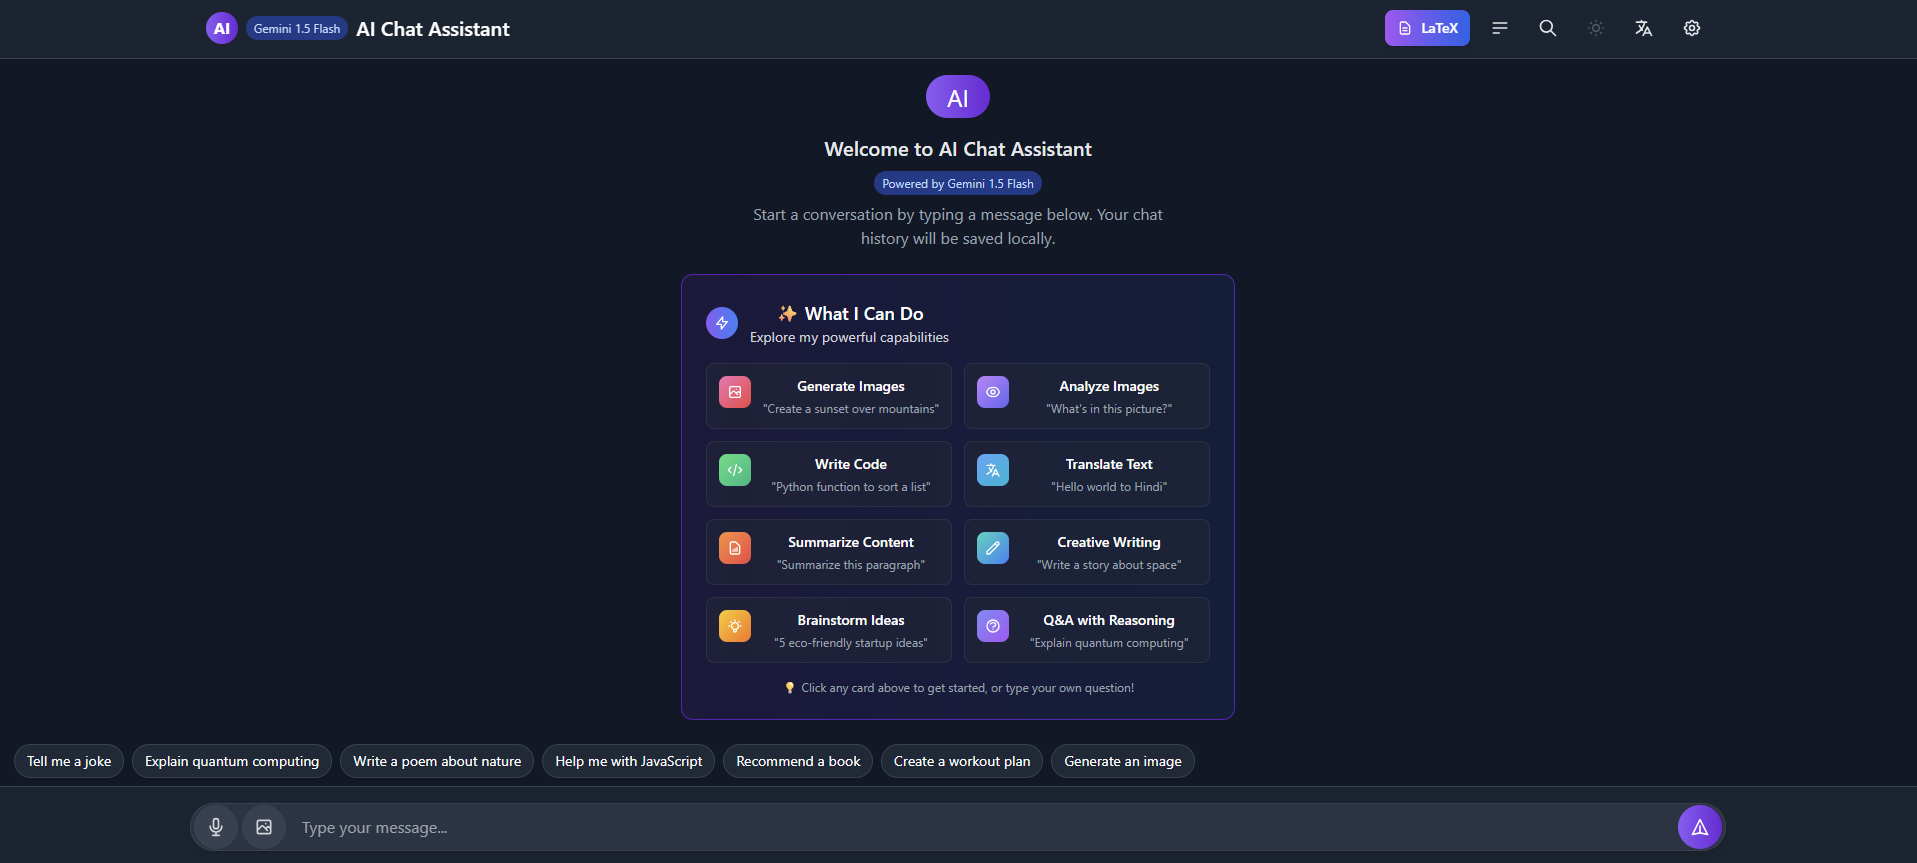 AI Gemini 1.5 Flash AI Chat Assistant LaTeX
AI
Welcome to AI Chat Assistant
Powered by Gemini 1.5 Flash
Start a conversation by typing a message below. Your chat
history will be saved locally.
✨ What I Can Do
Explore my powerful capabilities
Generate Images
"Create a sunset over mountains"
Analyze Images
"What's in this picture?"
Write Code
"Python function to sort a list"
Translate Text
"Hello world to Hindi"
Summarize Content
"Summarize this paragraph"
Creative Writing
"Write a story about space"
Brainstorm Ideas
"5 eco-friendly startup ideas"
Q&A with Reasoning
"Explain quantum computing"
💡 Click any card above to get started, or type your own question!
Tell me a joke Explain quantum computing Write a poem about nature Help me with JavaScript Recommend a book Create a workout plan Generate an image
Type your message...